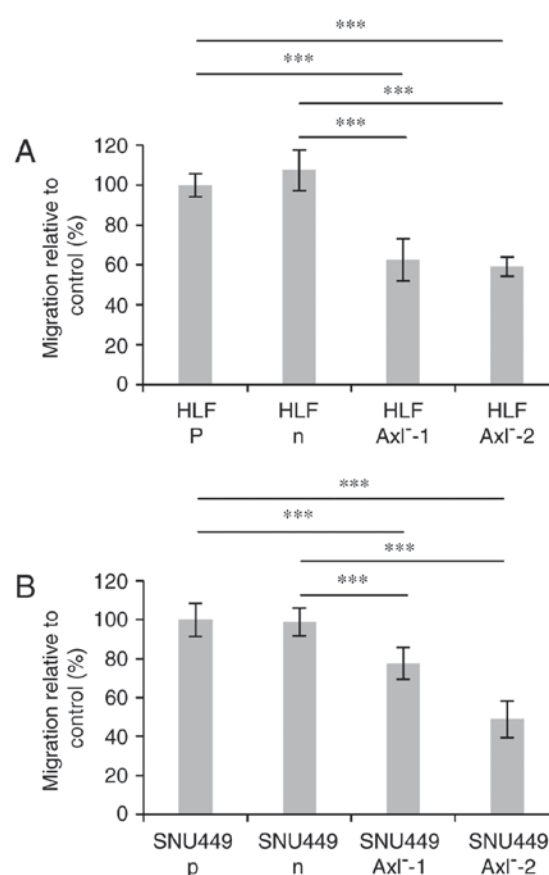 ***
***
***
***
A
Migration relative to
control (%)
120
100
80
60
40
20
0
HLF
P
HLF
n
HLF
Axl⁻-1
HLF
Axl⁻-2
***
***
***
***
B
Migration relative to
control (%)
120
100
80
60
40
20
0
SNU449
p
SNU449
n
SNU449
Axl⁻-1
SNU449
Axl⁻-2